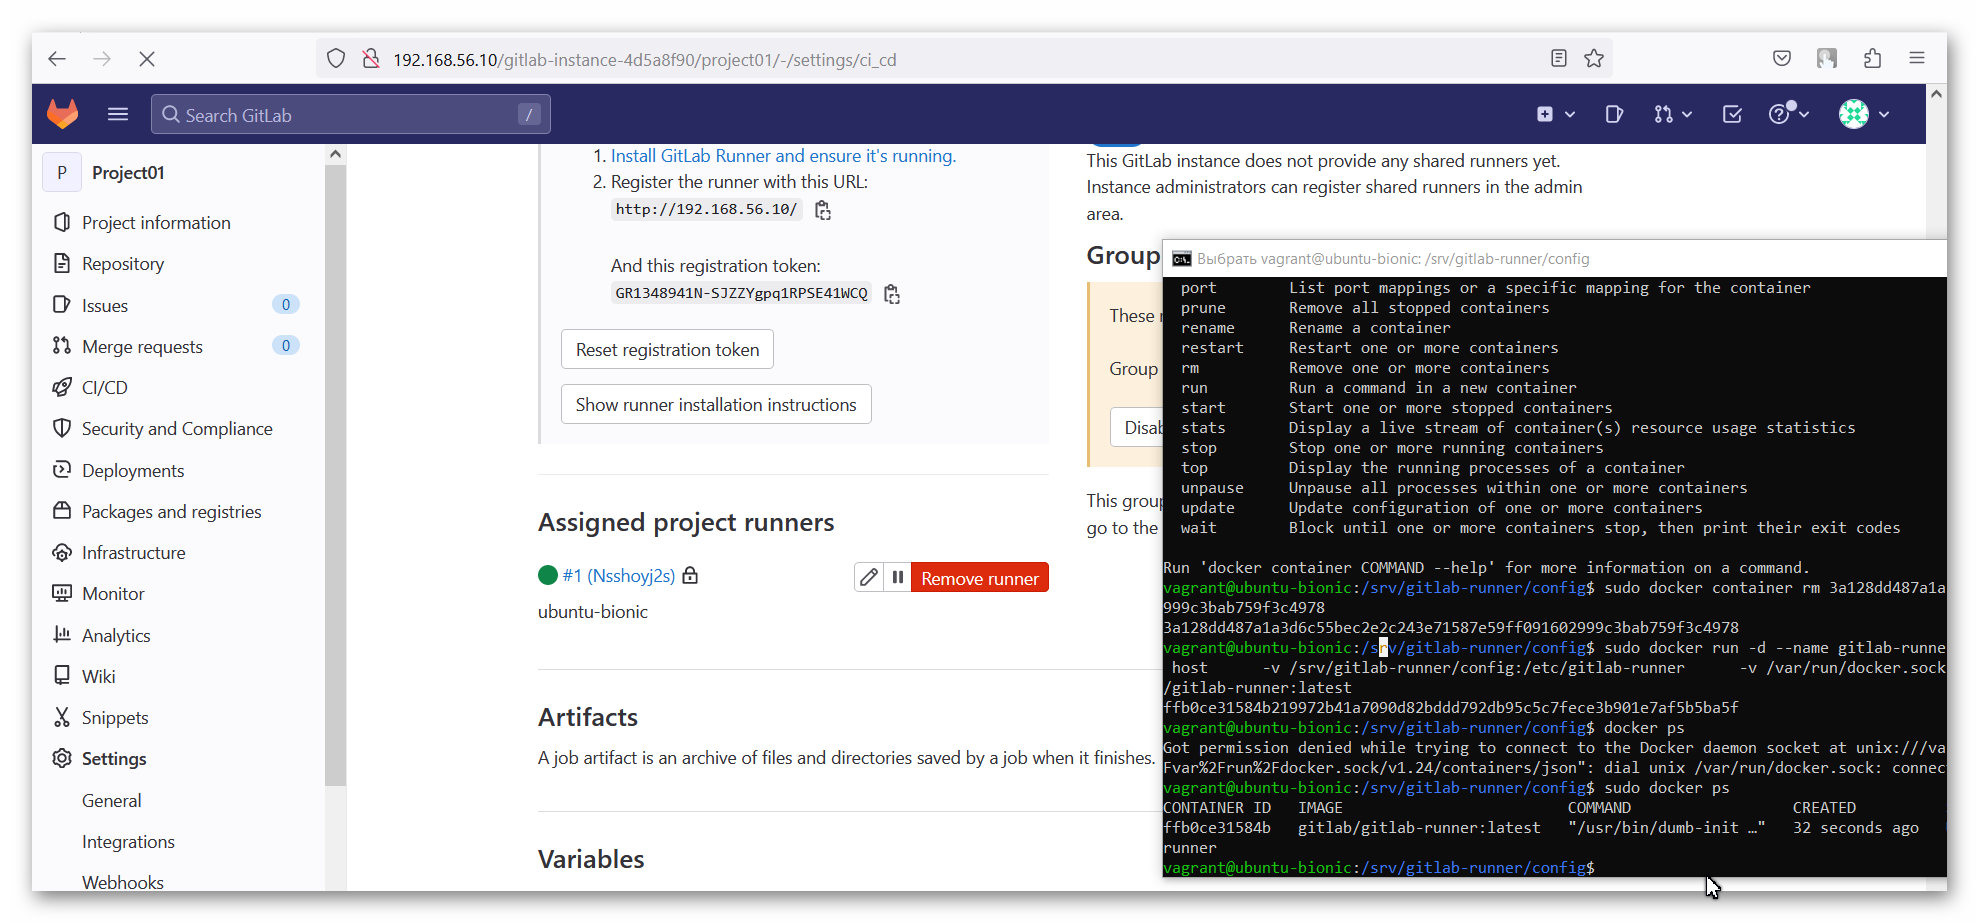 192.168.56.10/gitlab-instance-4d5a8f90/project01/-/settings/ci_cd
Search GitLab
/
P
Project01
Project information
Repository
Issues
0
Merge requests
0
CI/CD
Security and Compliance
Deployments
Packages and registries
Infrastructure
Monitor
Analytics
Wiki
Snippets
Settings
General
Integrations
Webhooks
1. Install GitLab Runner and ensure it's running.
2. Register the runner with this URL:
http://192.168.56.10/
And this registration token:
GR1348941N-SJZZYgpq1RPSE41WCQ
Reset registration token
Show runner installation instructions
Assigned project runners
#1 (Nsshoyj2s)
Remove runner
ubuntu-bionic
Artifacts
A job artifact is an archive of files and directories saved by a job when it finishes.
Variables
This GitLab instance does not provide any shared runners yet.
Instance administrators can register shared runners in the admin
area.
Group
These
Group
Disab
This group
go to the
Выбрать vagrant@ubuntu-bionic: /srv/gitlab-runner/config
port List port mappings or a specific mapping for the container
prune Remove all stopped containers
rename Rename a container
restart Restart one or more containers
rm Remove one or more containers
run Run a command in a new container
start Start one or more stopped containers
stats Display a live stream of container(s) resource usage statistics
stop Stop one or more running containers
top Display the running processes of a container
unpause Unpause all processes within one or more containers
update Update configuration of one or more containers
wait Block until one or more containers stop, then print their exit codes
Run 'docker container COMMAND --help' for more information on a command.
vagrant@ubuntu-bionic:/srv/gitlab-runner/config$ sudo docker container rm 3a128dd487a1a
999c3bab759f3c4978
3a128dd487a1a3d6c55bec2e2c243e71587e59ff091602999c3bab759f3c4978
vagrant@ubuntu-bionic:/srv/gitlab-runner/config$ sudo docker run -d --name gitlab-runne
host -v /srv/gitlab-runner/config:/etc/gitlab-runner -v /var/run/docker.sock
/gitlab-runner:latest
ffb0ce31584b219972b41a7090d82bddd792db95c5c7fece3b901e7af5b5ba5f
vagrant@ubuntu-bionic:/srv/gitlab-runner/config$ docker ps
Got permission denied while trying to connect to the Docker daemon socket at unix:///va
Fvar%2Frun%2Fdocker.sock/v1.24/containers/json": dial unix /var/run/docker.sock: connec
vagrant@ubuntu-bionic:/srv/gitlab-runner/config$ sudo docker ps
CONTAINER ID IMAGE COMMAND CREATED
ffb0ce31584b gitlab/gitlab-runner:latest "/usr/bin/dumb-init …" 32 seconds ago
runner
vagrant@ubuntu-bionic:/srv/gitlab-runner/config$